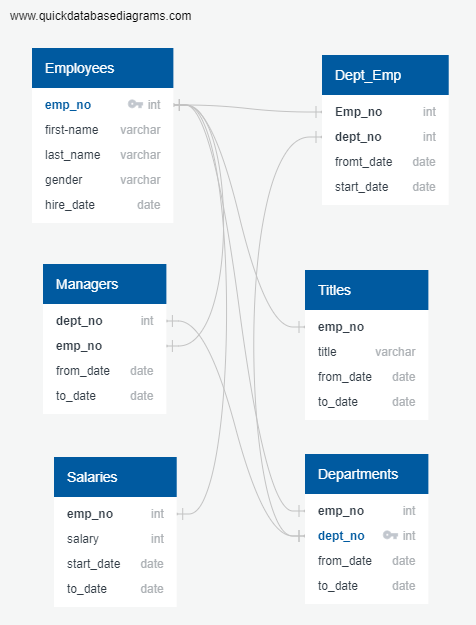 www.quickdatabasediagrams.com
Employees
emp_no int
first-name varchar
last_name varchar
gender varchar
hire_date date
Dept_Emp
Emp_no int
dept_no int
fromt_date date
start_date date
Managers
dept_no int
emp_no
from_date date
to_date date
Titles
emp_no
title varchar
from_date date
to_date date
Salaries
emp_no int
salary int
start_date date
to_date date
Departments
emp_no int
dept_no int
from_date date
to_date date